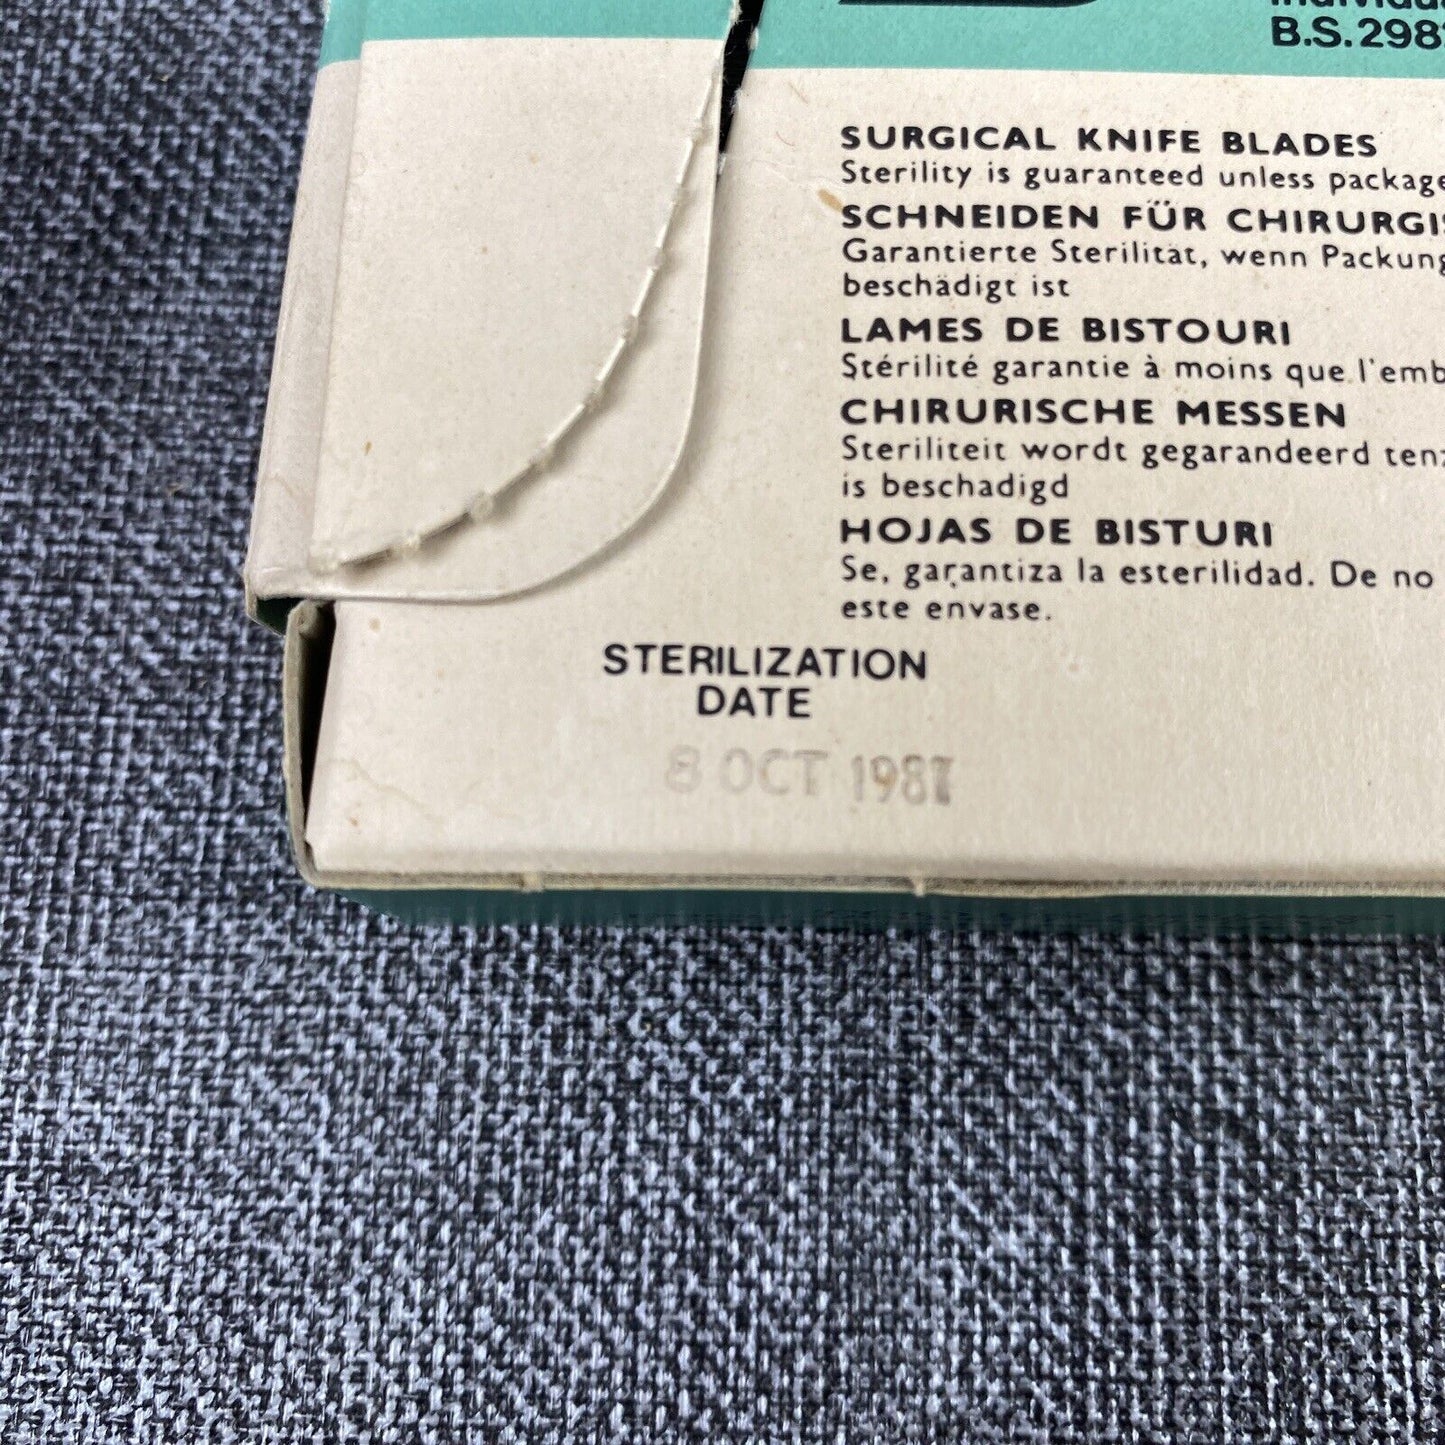 B.S.298
SURGICAL KNIFE BLADES
Sterility is guaranteed unless package
SCHNEIDEN FÜR CHIRURGIS
Garantierte Sterilität, wenn Packung
beschädigt ist
LAMES DE BISTOURI
Stérilité garantie à moins que l'emb
CHIRURISCHE MESSEN
Steriliteit wordt gegarandeerd ten
is beschadigd
HOJAS DE BISTURI
Se, garantiza la esterilidad. De no
este envase.
STERILIZATION
DATE
8 OCT